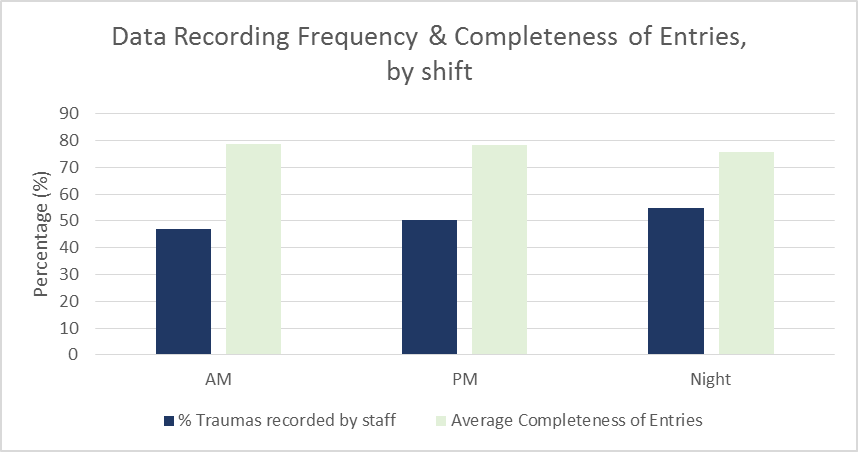 Data Recording Frequency & Completeness of Entries,
by shift
Percentage (%)
90
80
70
60
50
40
30
20
10
0
AM PM Night
% Traumas recorded by staff Average Completeness of Entries